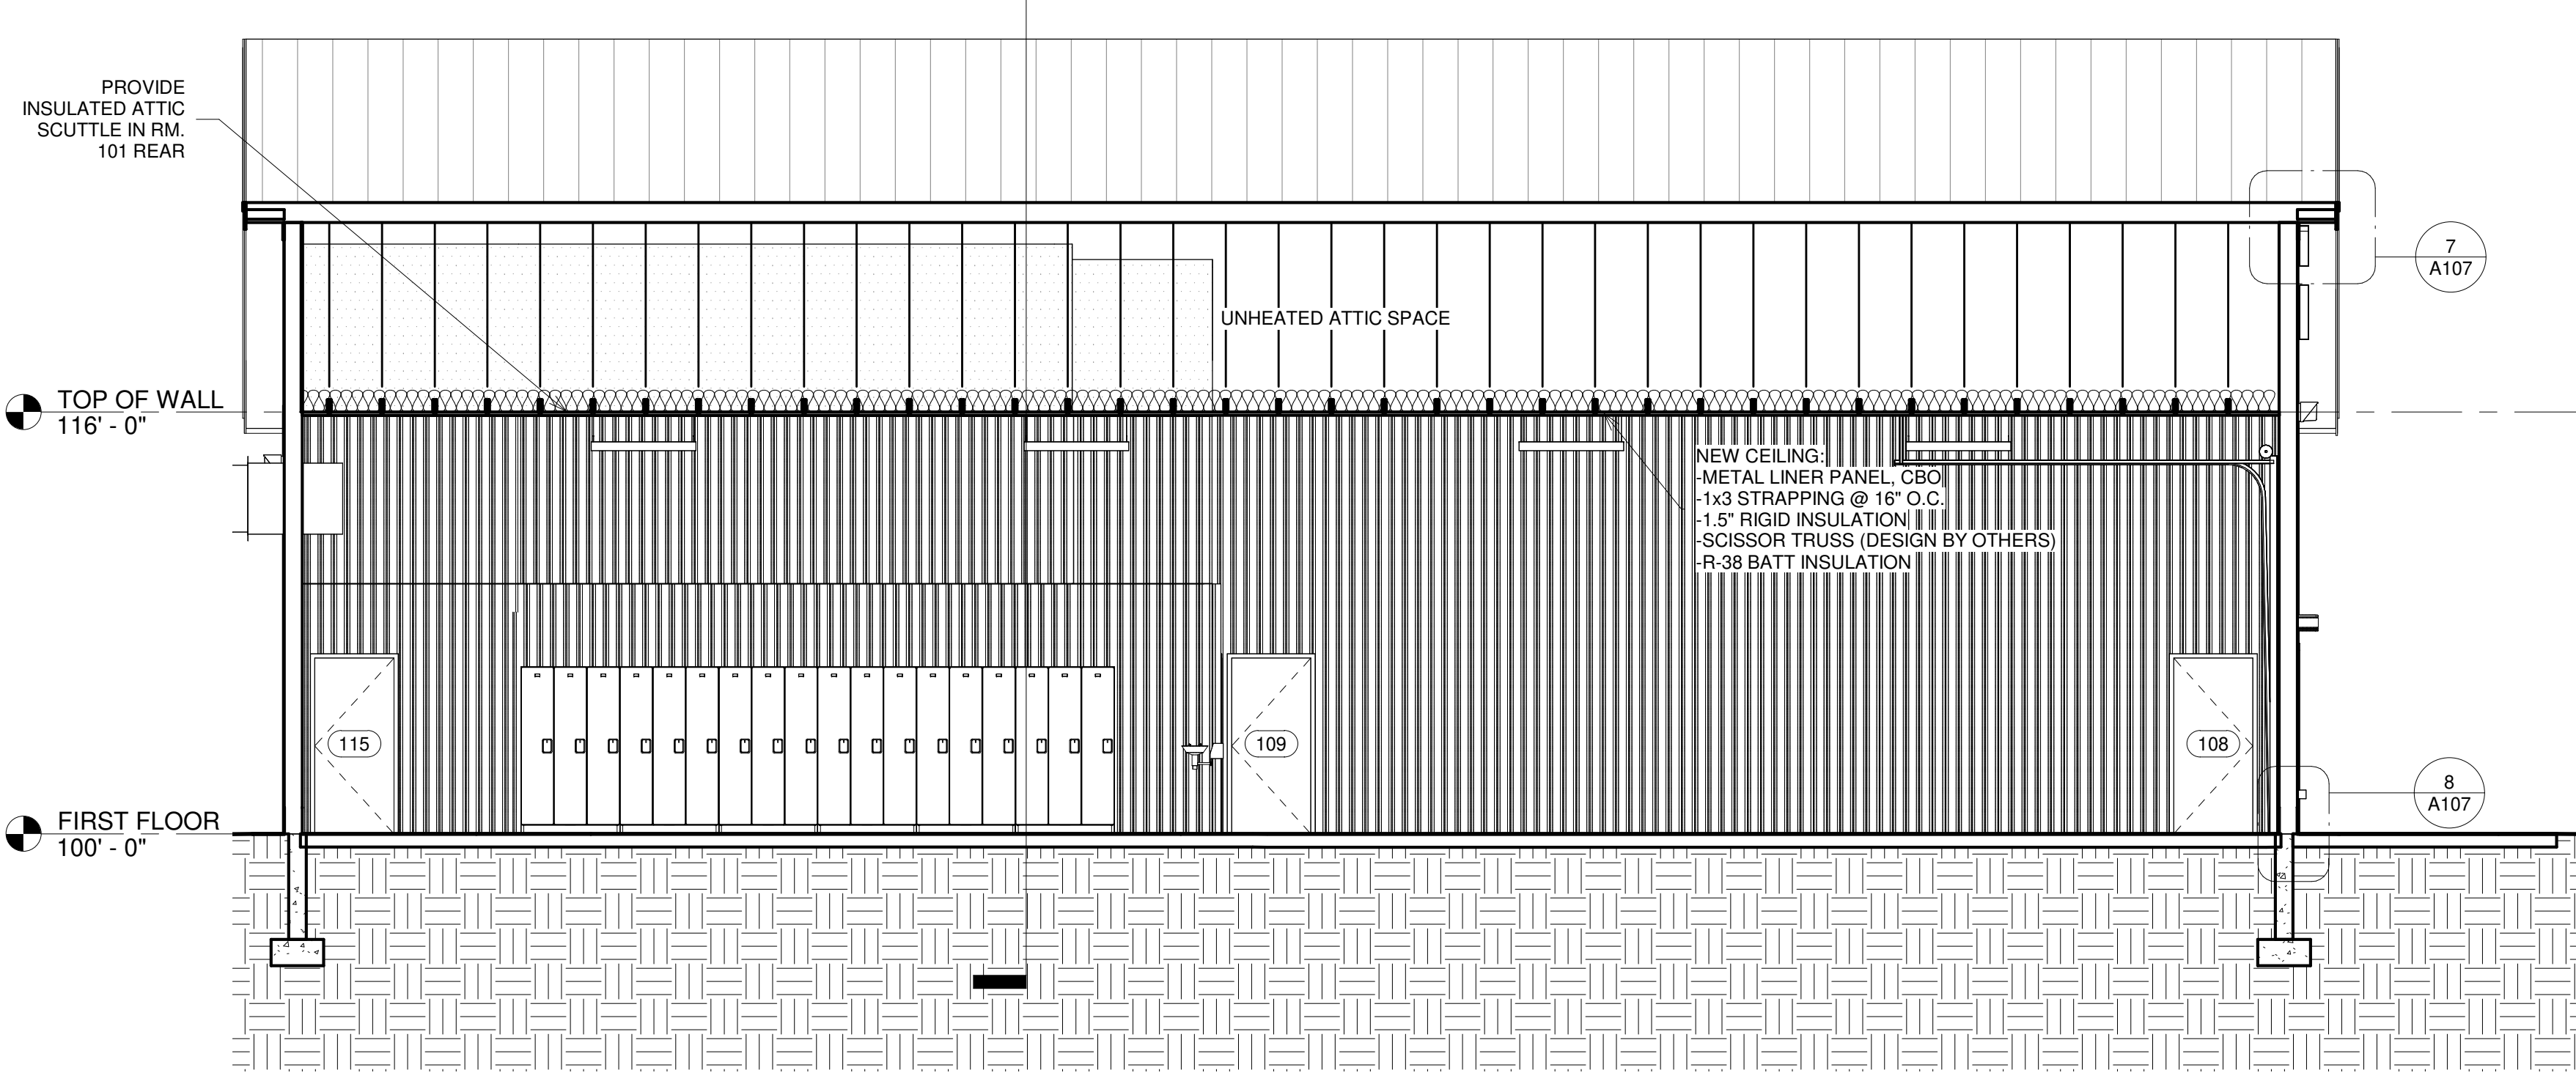 PROVIDE
INSULATED ATTIC
SCUTTLE IN RM.
101 REAR
7
A107
UNHEATED ATTIC SPACE
TOP OF WALL
116' - 0"
NEW CEILING:
-METAL LINER PANEL, CBO
-1x3 STRAPPING @ 16" O.C.
-1.5" RIGID INSULATION
-SCISSOR TRUSS (DESIGN BY OTHERS)
-R-38 BATT INSULATION
115
109
108
8
A107
FIRST FLOOR
100' - 0"